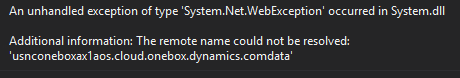 An unhandled exception of type 'System.Net.WebException' occurred in System.dll
Additional information: The remote name could not be resolved:
'usnconeboxax1aos.cloud.onebox.dynamics.comdata'